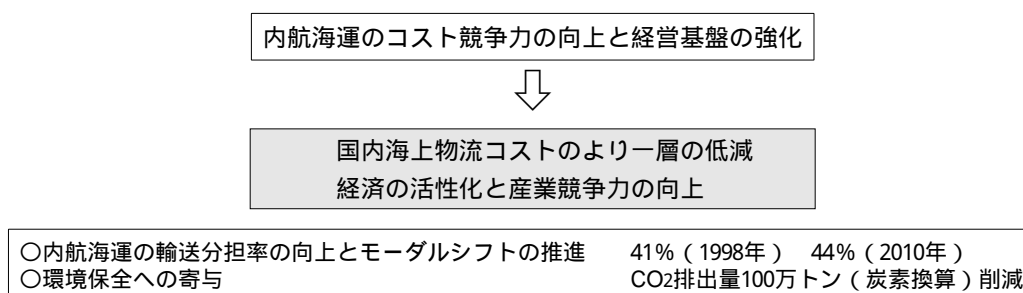 内航海運のコスト競争力の向上と経営基盤の強化
国内海上物流コストのより一層の低減
経済の活性化と産業競争力の向上
○内航海運の輸送分担率の向上とモーダルシフトの推進 41%（1998年） 44%（2010年）
○環境保全への寄与 CO2排出量100万トン（炭素換算）削減